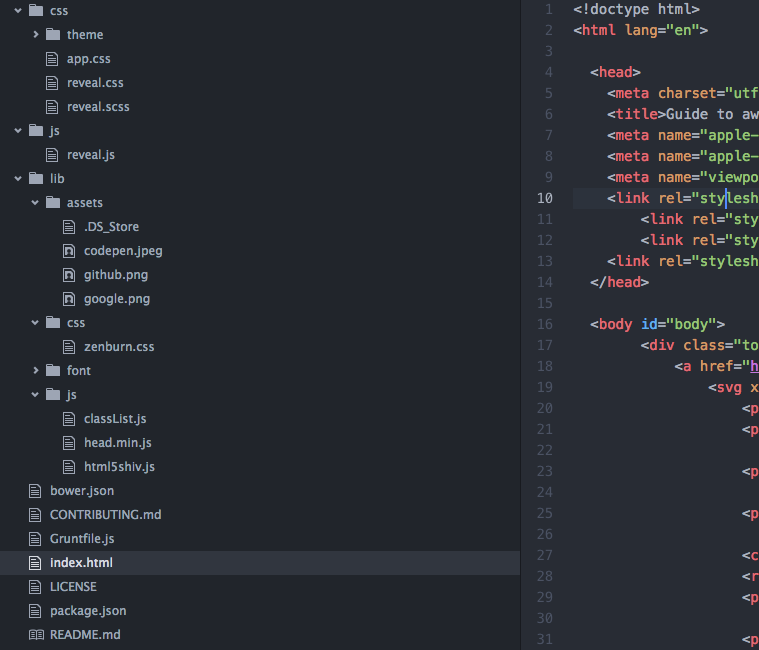 css
theme
app.css
reveal.css
reveal.scss
js
reveal.js
lib
assets
.DS_Store
codepen.jpeg
github.png
google.png
css
zenburn.css
font
js
classList.js
head.min.js
html5shiv.js
bower.json
CONTRIBUTING.md
Gruntfile.js
index.html
LICENSE
package.json
README.md
1 <!doctype html>
2 <html lang="en">
3
4 <head>
5 <meta charset="utf
6 <title>Guide to aw
7 <meta name="apple-
8 <meta name="apple-
9 <meta name="viewpo
10 <link rel="stylesh
11 <link rel="sty
12 <link rel="sty
13 <link rel="stylesh
14 </head>
15
16 <body id="body">
17 <div class="to
18 <a href="h
19 <svg x
20 <p
21 <p
22
23 <p
24
25 <p
26
27 <c
28 <r
29 <p
30
31 <p